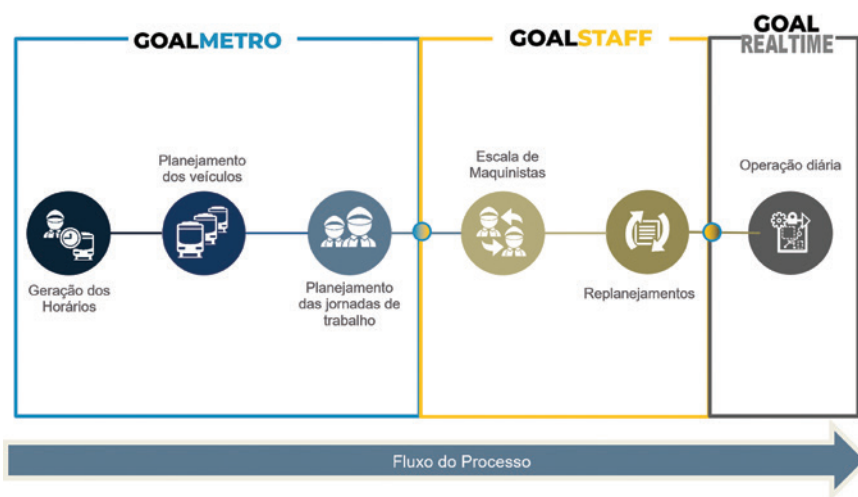 GOALMETRO
GOALSTAFF
GOAL
REALTIME
Geração dos
Horários
Planejamento
dos veículos
Planejamento
das jornadas de
trabalho
Escala de
Maquinistas
Replanejamentos
Operação diária
Fluxo do Processo